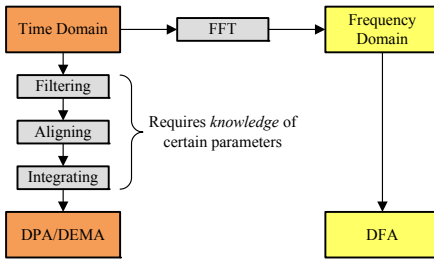 Time Domain
FFT
Frequency
Domain
Filtering
Aligning
Integrating
Requires knowledge of
certain parameters
DPA/DEMA
DFA